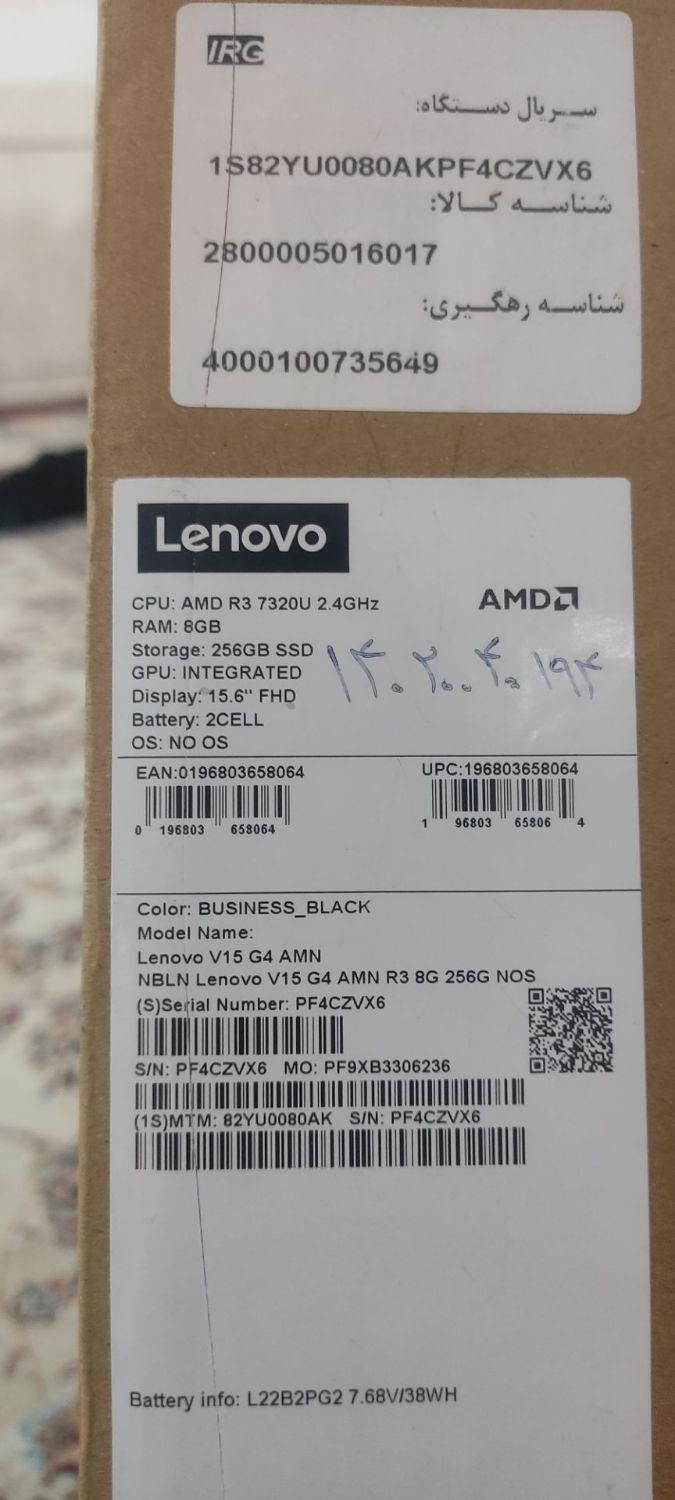 IRG
سریال دستگاه:
1S82YU0080AKPF4CZVX6
شناسه کالا:
2800005016017
شناسه رهگیری:
4000100735649
Lenovo
CPU: AMD R3 7320U 2.4GHz
AMD
RAM: 8GB
Storage: 256GB SSD
GPU: INTEGRATED
Display: 15.6" FHD
Battery: 2CELL
OS: NO OS
EAN:0196803658064
UPC:196803658064
0 196803 658064
1 96803 65806 4
Color: BUSINESS_BLACK
Model Name:
Lenovo V15 G4 AMN
NBLN Lenovo V15 G4 AMN R3 8G 256G NOS
(S)Serial Number: PF4CZVX6
S/N: PF4CZVX6 MO: PF9XB3306236
(1S)MTM: 82YU0080AK S/N: PF4CZVX6
Battery info: L22B2PG2 7.68V/38WH